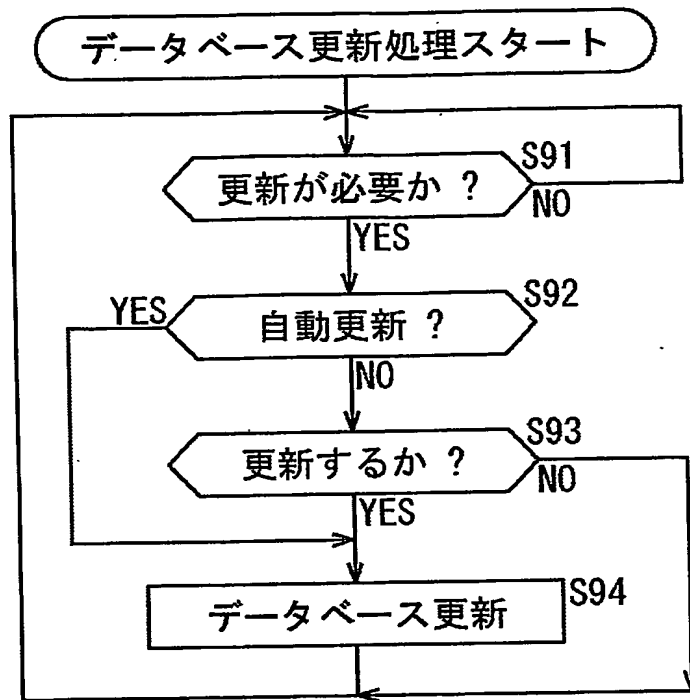 データベース更新処理スタート
S91
更新が必要か ?
NO
YES
S92
YES
自動更新 ?
NO
S93
更新するか ?
NO
YES
S94
データベース更新